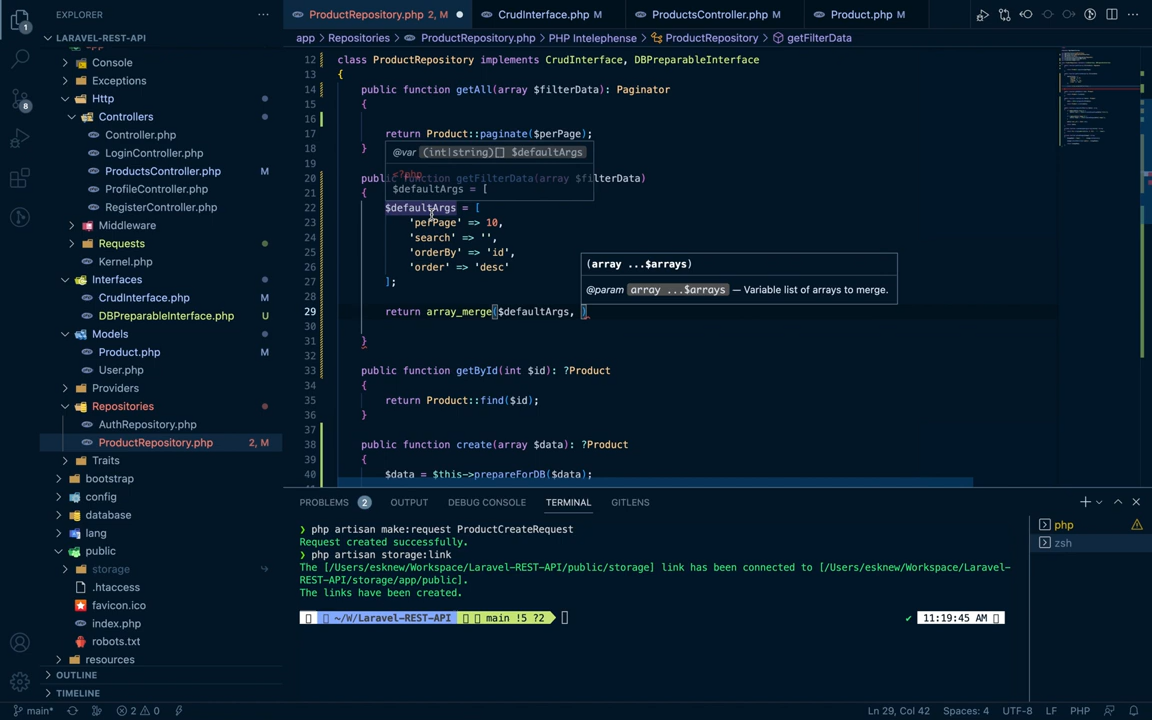 EXPLORER
LARAVEL-REST-API
app
Console
Exceptions
Http
Controllers
Controller.php
LoginController.php
ProductsController.php M
ProfileController.php
RegisterController.php
Middleware
Requests
Kernel.php
Interfaces
CrudInterface.php M
DBPreparableInterface.php U
Models
Product.php M
User.php
Providers
Repositories
AuthRepository.php
ProductRepository.php 2, M
Traits
bootstrap
config
database
lang
public
storage
.htaccess
favicon.ico
index.php
robots.txt
resources
OUTLINE
TIMELINE
1
8
ProductRepository.php 2, M
CrudInterface.php M
ProductsController.php M
Product.php M
app > Repositories > ProductRepository.php > PHP Intelephense > ProductRepository > getFilterData
12 class ProductRepository implements CrudInterface, DBPreparableInterface
13 {
14 public function getAll(array $filterData): Paginator
15 {
16
17 return Product::paginate($perPage);
18 }
@var (int|string)[] $defaultArgs
19
<?php
20 public function getFilterData(array $filterData)
$defaultArgs = [
21 {
22 $defaultArgs = [
23 'perPage' => 10,
24 'search' => '',
25 'orderBy' => 'id',
26 'order' => 'desc'
27 ];
(array ...$arrays)
@param array ...$arrays — Variable list of arrays to merge.
28
29 return array_merge($defaultArgs, )
30
31 }
32
33 public function getById(int $id): ?Product
34 {
35 return Product::find($id);
36 }
37
38 public function create(array $data): ?Product
39 {
40 $data = $this->prepareForDB($data);
PROBLEMS 2 OUTPUT DEBUG CONSOLE TERMINAL GITLENS
❯ php artisan make:request ProductCreateRequest
Request created successfully.
❯ php artisan storage:link
The [/Users/esknew/Workspace/Laravel-REST-API/public/storage] link has been connected to [/Users/esknew/Workspace/Laravel-
REST-API/storage/app/public].
The links have been created.
~/W/Laravel-REST-API main !5 ?2
✔ 11:19:45 AM
php
zsh
main* 2 0
Ln 29, Col 42 Spaces: 4 UTF-8 LF PHP